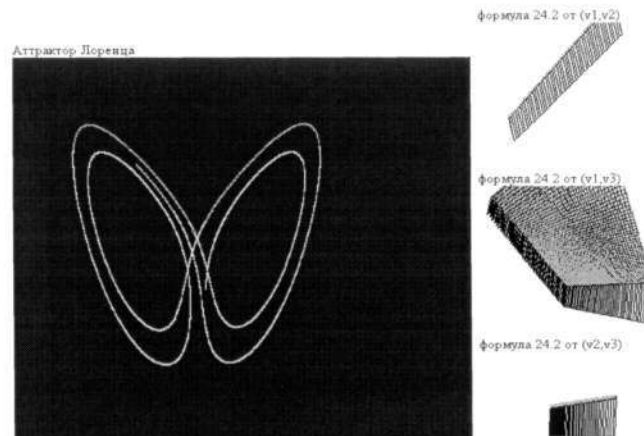 Аттрактор Лоренца
формула 24.2 от (v1,v2)
формула 24.2 от (v1,v3)
формула 24.2 от (v2,v3)